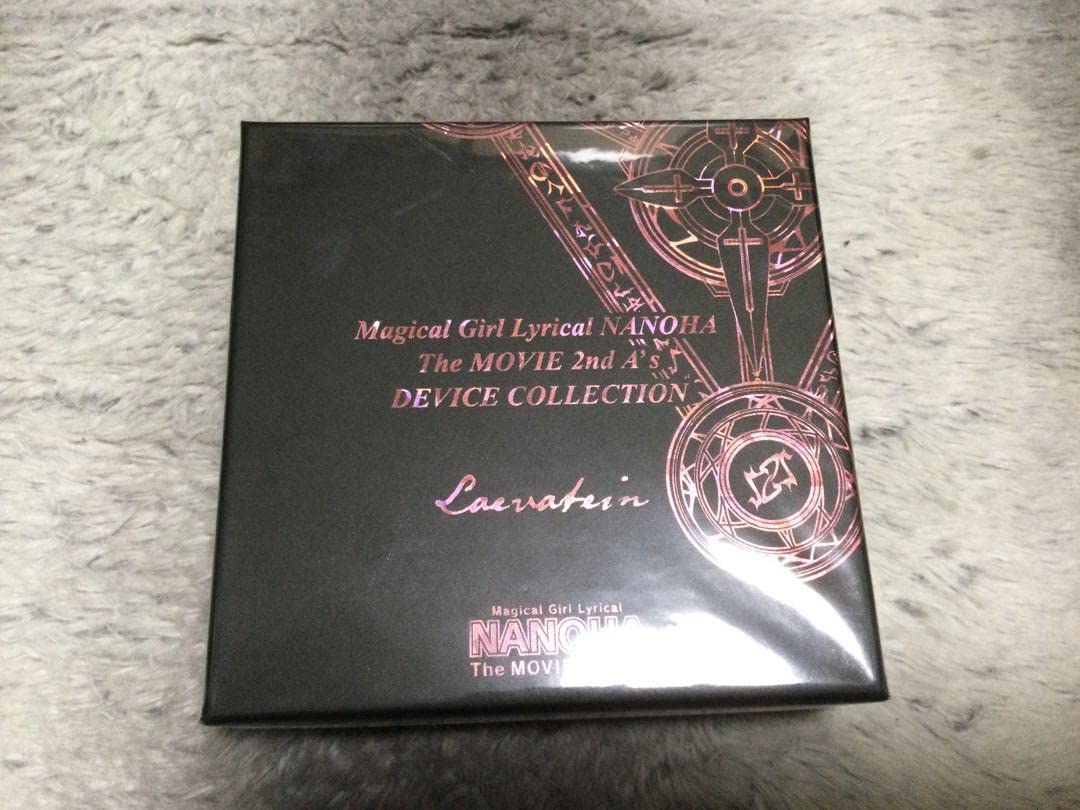 Magical Girl Lyrical NANOHA
The MOVIE 2nd A's
DEVICE COLLECTION
Laevatein
Magical Girl Lyrical
NANOHA
The MOVIE